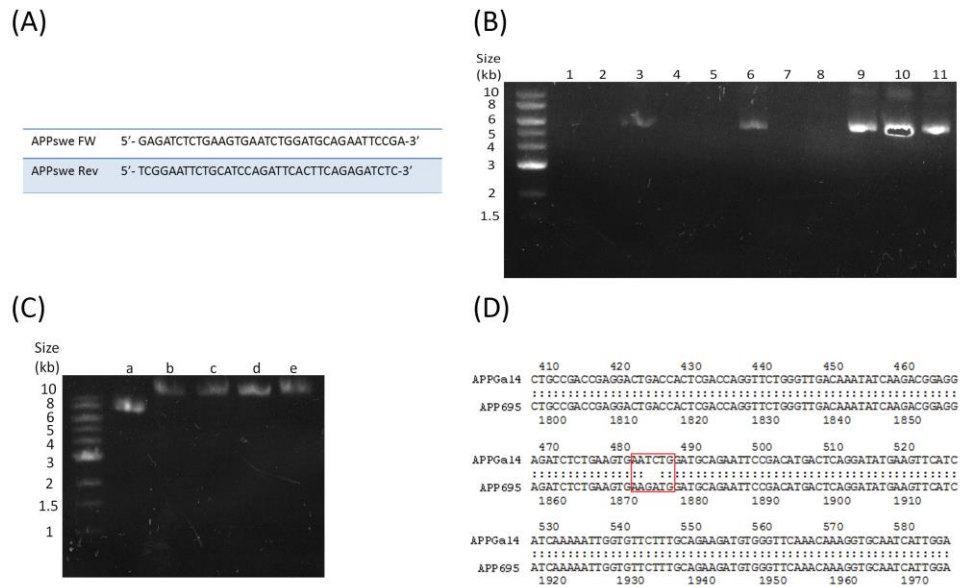 (A)
APPswe FW 5’- GAGATCTCTGAAGTGAATCTGGATGCAGAATTCCGA-3’
APPswe Rev 5’- TCGGAATTCTGCATCCAGATTCACTTCAGAGATCTC-3’
(B)
Size
(kb) 1 2 3 4 5 6 7 8 9 10 11
10
8
6
5
4
3
2
1.5
(C)
Size
(kb) a b c d e
10
8
6
5
4
3
2
1.5
1
(D)
410 420 430 440 450 460
APPGal4 CTGCCGACCGAGGACTGACCACTCGACCAGGTTCTGGGTTGACAAATATCAAGACGGAGG
::::::::::::::::::::::::::::::::::::::::::::::::::::::::::::
APP695 CTGCCGACCGAGGACTGACCACTCGACCAGGTTCTGGGTTGACAAATATCAAGACGGAGG
1800 1810 1820 1830 1840 1850
470 480 490 500 510 520
APPGal4 AGATCTCTGAAGTGAATCTGGATGCAGAATTCCGACATGACTCAGGATATGAAGTTCATC
:::::::::::::::: ::::::::::::::::::::::::::::::::::::::::::
APP695 AGATCTCTGAAGTGAAGATGGATGCAGAATTCCGACATGACTCAGGATATGAAGTTCATC
1860 1870 1880 1890 1900 1910
530 540 550 560 570 580
APPGal4 ATCAAAAATTGGTGTTCTTTGCAGAAGATGTGGGTTCAAACAAAGGTGCAATCATTGGA
:::::::::::::::::::::::::::::::::::::::::::::::::::::::::::
APP695 ATCAAAAATTGGTGTTCTTTGCAGAAGATGTGGGTTCAAACAAAGGTGCAATCATTGGA
1920 1930 1940 1950 1960 1970